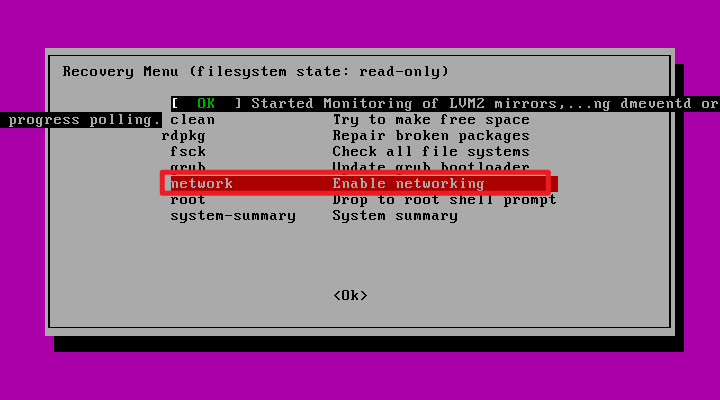 Recovery Menu (filesystem state: read-only)
[  OK  ] Started Monitoring of LVM2 mirrors,...ng dmeventd or
progress polling.
clean Try to make free space
rdpkg Repair broken packages
fsck Check all file systems
grub Update grub bootloader
network Enable networking
root Drop to root shell prompt
system-summary System summary
<Ok>